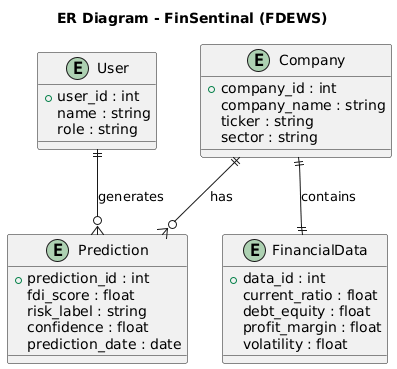 ER Diagram - FinSentinal (FDEWS)
E User
user_id : int
name : string
role : string
E Company
company_id : int
company_name : string
ticker : string
sector : string
generates
has
contains
E Prediction
prediction_id : int
fdi_score : float
risk_label : string
confidence : float
prediction_date : date
E FinancialData
data_id : int
current_ratio : float
debt_equity : float
profit_margin : float
volatility : float